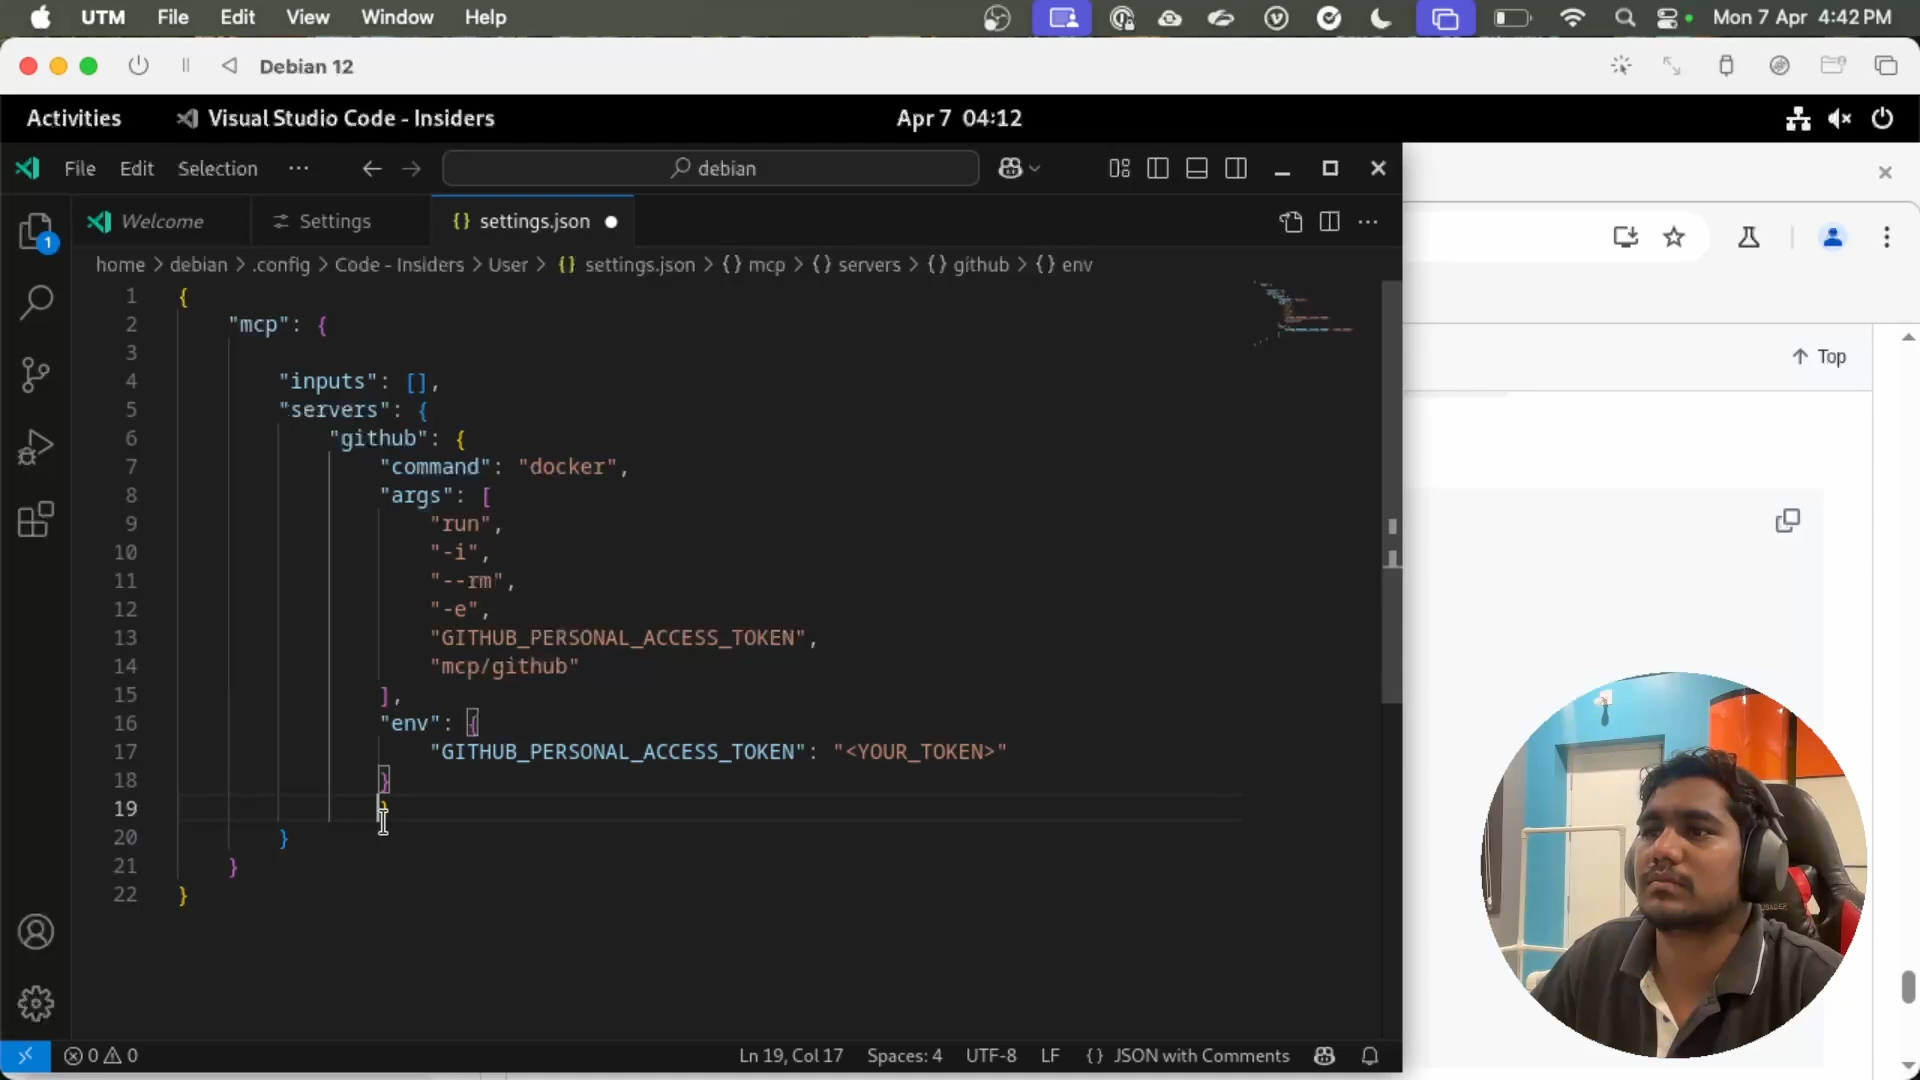 UTM File Edit View Window Help Mon 7 Apr 4:42 PM
Debian 12
Activities Visual Studio Code - Insiders Apr 7 04:12
File Edit Selection ··· debian
Welcome Settings {} settings.json
home > debian > .config > Code - Insiders > User > {} settings.json > {} mcp > {} servers > {} github > {} env
1 {
2 "mcp": {
3
4 "inputs": [],
5 "servers": {
6 "github": {
7 "command": "docker",
8 "args": [
9 "run",
10 "-i",
11 "--rm",
12 "-e",
13 "GITHUB_PERSONAL_ACCESS_TOKEN",
14 "mcp/github"
15 ],
16 "env": {
17 "GITHUB_PERSONAL_ACCESS_TOKEN": "<YOUR_TOKEN>"
18 }
19 }
20 }
21 }
22 }
1
Top
0 0 Ln 19, Col 17 Spaces: 4 UTF-8 LF {} JSON with Comments